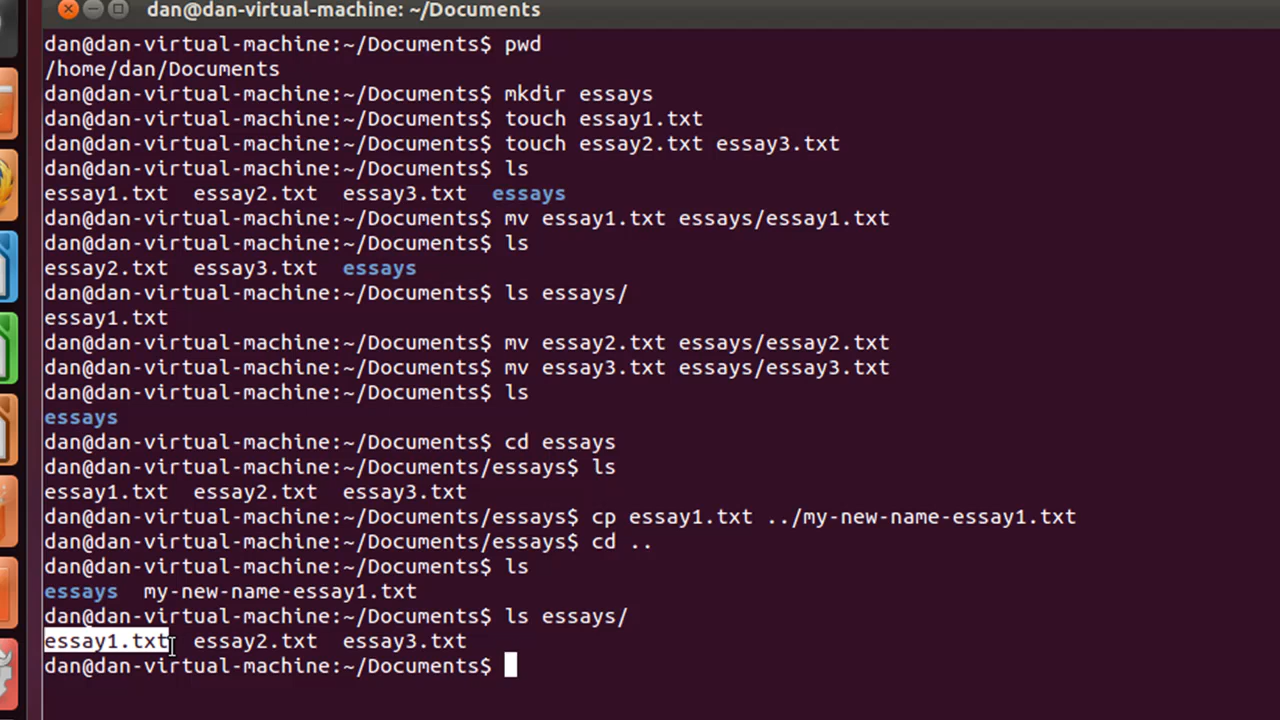 dan@dan-virtual-machine: ~/Documents
dan@dan-virtual-machine:~/Documents$ pwd
/home/dan/Documents
dan@dan-virtual-machine:~/Documents$ mkdir essays
dan@dan-virtual-machine:~/Documents$ touch essay1.txt
dan@dan-virtual-machine:~/Documents$ touch essay2.txt essay3.txt
dan@dan-virtual-machine:~/Documents$ ls
essay1.txt  essay2.txt  essay3.txt  essays
dan@dan-virtual-machine:~/Documents$ mv essay1.txt essays/essay1.txt
dan@dan-virtual-machine:~/Documents$ ls
essay2.txt  essay3.txt  essays
dan@dan-virtual-machine:~/Documents$ ls essays/
essay1.txt
dan@dan-virtual-machine:~/Documents$ mv essay2.txt essays/essay2.txt
dan@dan-virtual-machine:~/Documents$ mv essay3.txt essays/essay3.txt
dan@dan-virtual-machine:~/Documents$ ls
essays
dan@dan-virtual-machine:~/Documents$ cd essays
dan@dan-virtual-machine:~/Documents/essays$ ls
essay1.txt  essay2.txt  essay3.txt
dan@dan-virtual-machine:~/Documents/essays$ cp essay1.txt ../my-new-name-essay1.txt
dan@dan-virtual-machine:~/Documents/essays$ cd ..
dan@dan-virtual-machine:~/Documents$ ls
essays  my-new-name-essay1.txt
dan@dan-virtual-machine:~/Documents$ ls essays/
essay1.txt  essay2.txt  essay3.txt
dan@dan-virtual-machine:~/Documents$